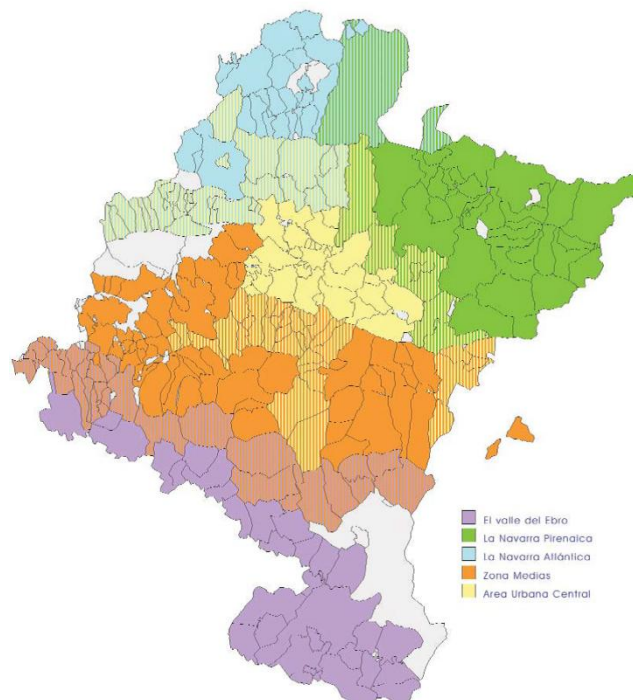 El valle del Ebro
La Navarra Pirenaica
La Navarra Atlántica
Zona Medias
Area Urbana Central